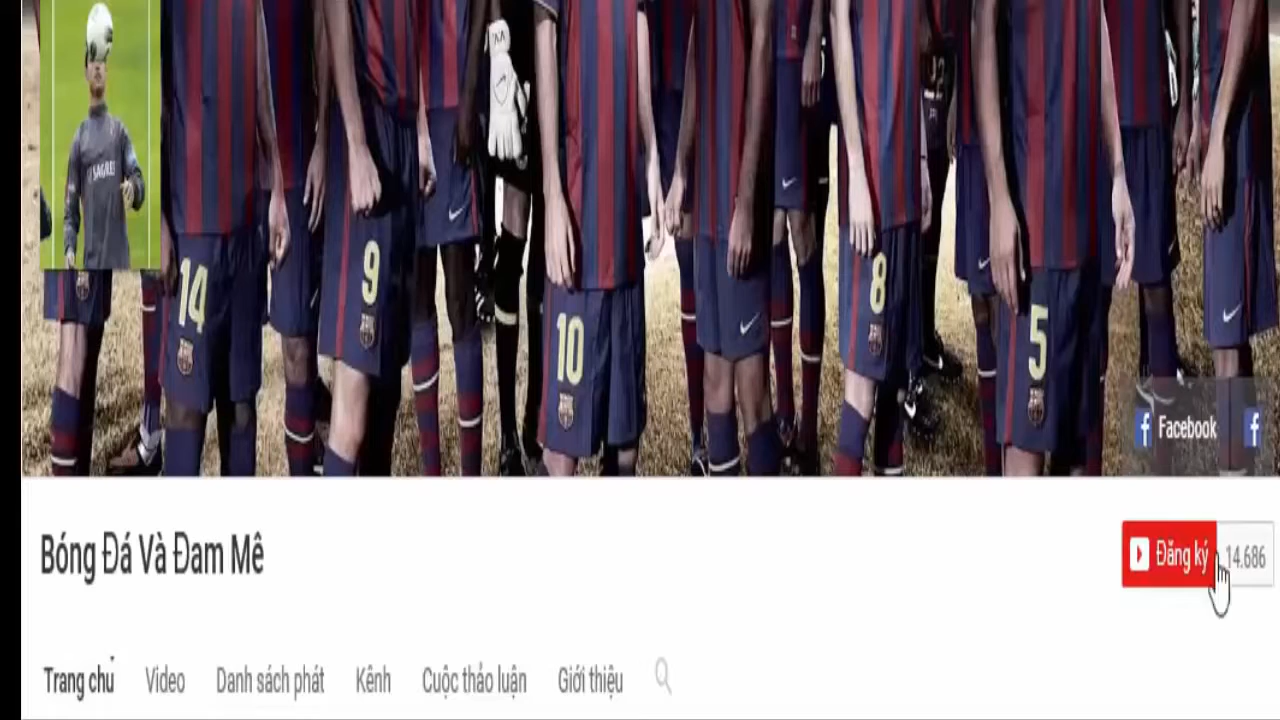 SAGRES
14
9
10
8
5
Facebook
Bóng Đá Và Đam Mê
Đăng ký 14.686
Trang chủ Video Danh sách phát Kênh Cuộc thảo luận Giới thiệu